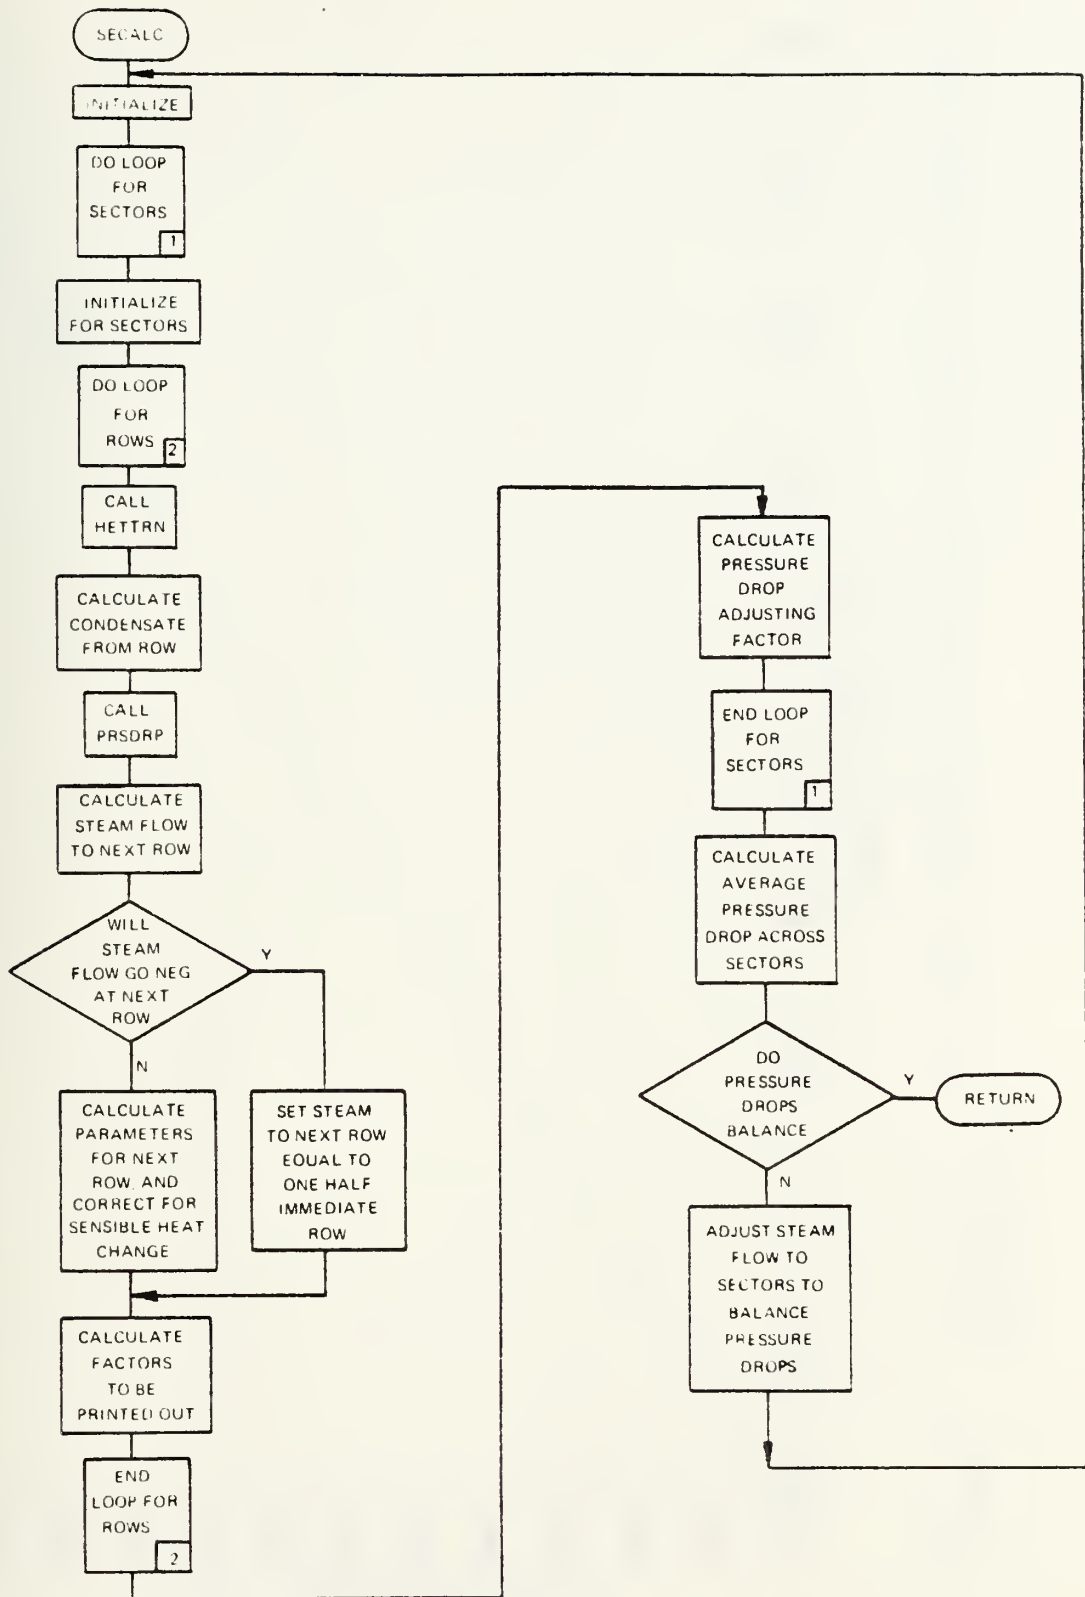 SECALC
INITIALIZE
DO LOOP
FOR
SECTORS
1
INITIALIZE
FOR SECTORS
DO LOOP
FOR
ROWS
2
CALL
HETTRN
CALCULATE
CONDENSATE
FROM ROW
CALL
PRSDRP
CALCULATE
STEAM FLOW
TO NEXT ROW
WILL
STEAM
FLOW GO NEG
AT NEXT
ROW
Y
N
CALCULATE
PARAMETERS
FOR NEXT
ROW, AND
CORRECT FOR
SENSIBLE HEAT
CHANGE
SET STEAM
TO NEXT ROW
EQUAL TO
ONE HALF
IMMEDIATE
ROW
CALCULATE
FACTORS
TO BE
PRINTED OUT
END
LOOP FOR
ROWS
2
CALCULATE
PRESSURE
DROP
ADJUSTING
FACTOR
END LOOP
FOR
SECTORS
1
CALCULATE
AVERAGE
PRESSURE
DROP ACROSS
SECTORS
DO
PRESSURE
DROPS
BALANCE
Y
RETURN
N
ADJUST STEAM
FLOW TO
SECTORS TO
BALANCE
PRESSURE
DROPS